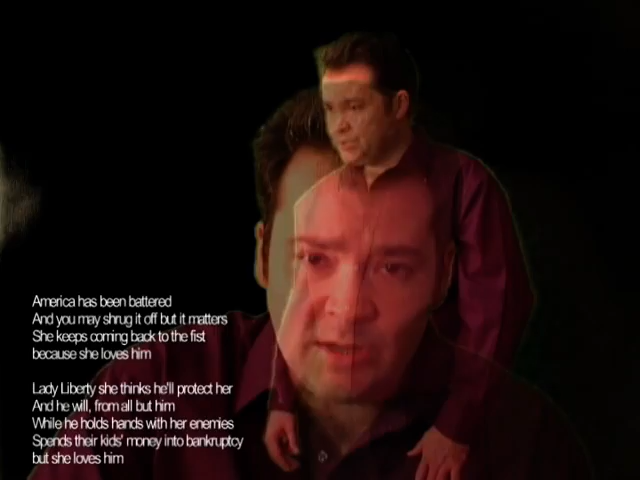 America has been battered
And you may shrug it off but it matters
She keeps coming back to the fist
because she loves him
Lady Liberty she thinks he'll protect her
And he will, from all but him
While he holds hands with her enemies
Spends their kids' money into bankruptcy
but she loves him